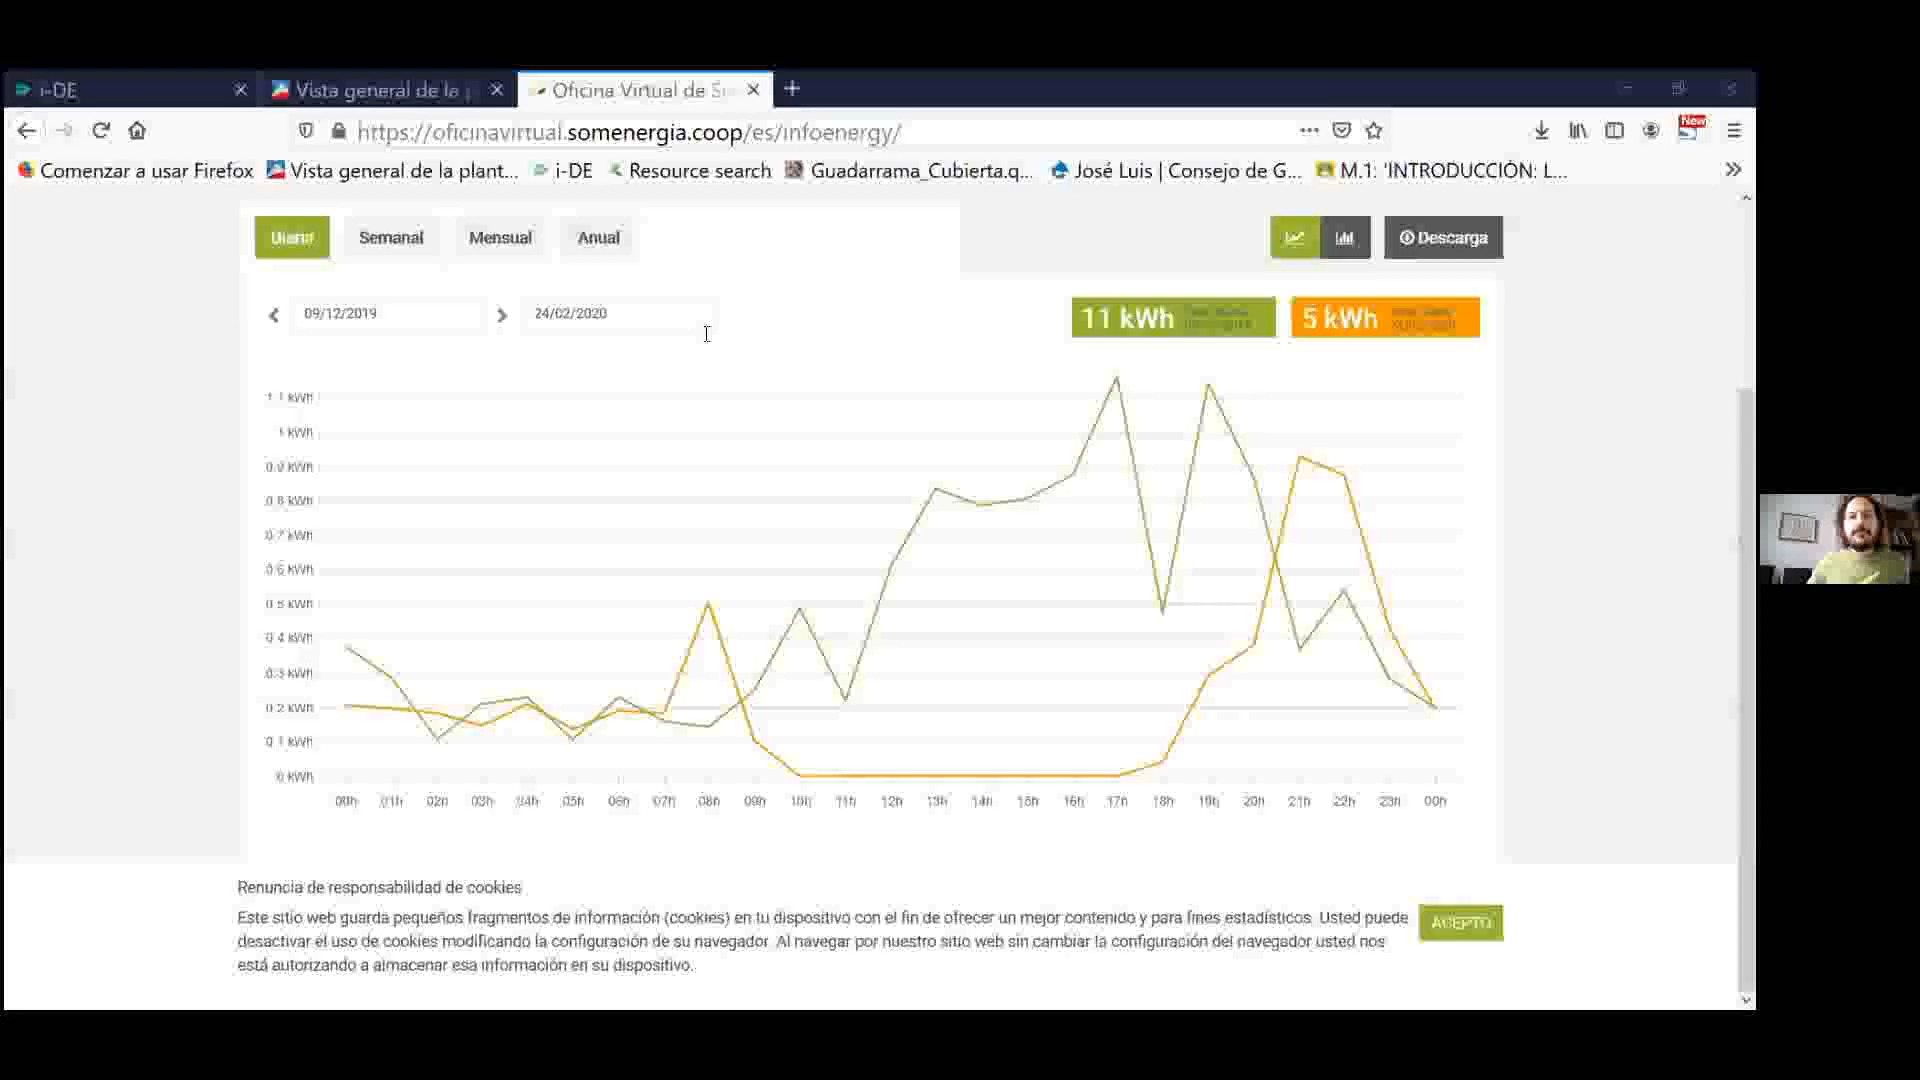 i-DE
Vista general de la p
Oficina Virtual de So
https://oficinavirtual.somenergia.coop/es/infoenergy/
New
Comenzar a usar Firefox
Vista general de la plant...
i-DE
Resource search
Guadarrama_Cubierta.q...
José Luis | Consejo de G...
M.1: 'INTRODUCCIÓN: L...
Diario
Semanal
Mensual
Anual
Descarga
09/12/2019
24/02/2020
11 kWh
5 kWh
1.1 kWh
1 kWh
0.9 kWh
0.8 kWh
0.7 kWh
0.6 kWh
0.5 kWh
0.4 kWh
0.3 kWh
0.2 kWh
0.1 kWh
0 kWh
00h 01h 02h 03h 04h 05h 06h 07h 08h 09h 10h 11h 12h 13h 14h 15h 16h 17h 18h 19h 20h 21h 22h 23h 00h
Renuncia de responsabilidad de cookies
Este sitio web guarda pequeños fragmentos de información (cookies) en tu dispositivo con el fin de ofrecer un mejor contenido y para fines estadísticos. Usted puede
desactivar el uso de cookies modificando la configuración de su navegador. Al navegar por nuestro sitio web sin cambiar la configuración del navegador usted nos
está autorizando a almacenar esa información en su dispositivo.
ACEPTO